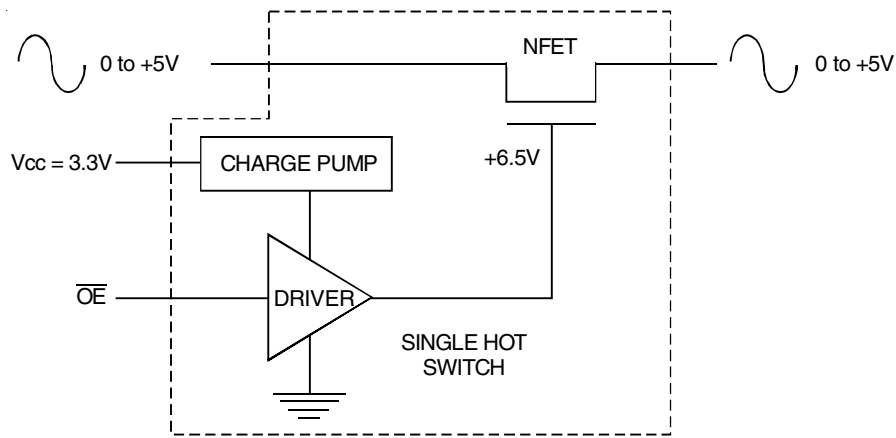 NFET
0 to +5V
0 to +5V
Vcc = 3.3V
CHARGE PUMP
+6.5V
OE
DRIVER
SINGLE HOT
SWITCH